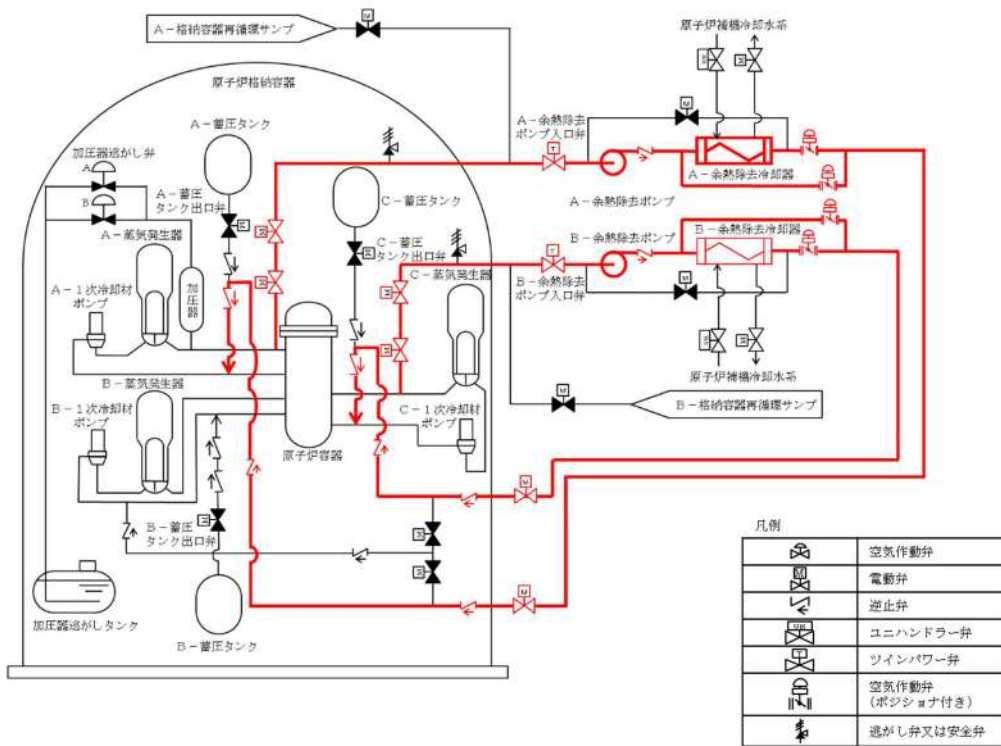 A－格納容器再循環サンプ
原子炉補機冷却水系
原子炉格納容器
A－蓄圧タンク
A－余熱除去
ポンプ入口弁
A－余熱除去冷却器
加圧器逃がし弁
A
B
A－蓄圧
タンク出口弁
C－蓄圧タンク
A－余熱除去ポンプ
B－余熱除去ポンプ
B－余熱除去冷却器
A－蒸気発生器
C－蓄圧
タンク出口弁
C－蒸気発生器
B－余熱除去
ポンプ入口弁
A－1次冷却材
ポンプ
加圧器
原子炉補機冷却水系
B－蒸気発生器
B－格納容器再循環サンプ
B－1次冷却材
ポンプ
C－1次冷却材
ポンプ
原子炉容器
B－蓄圧
タンク出口弁
加圧器逃がしタンク
B－蓄圧タンク
凡例
空気作動弁
M
電動弁
逆止弁
ユニハンドラー弁
T
ツインパワー弁
空気作動弁
(ポジショナ付き)
逃がし弁又は安全弁